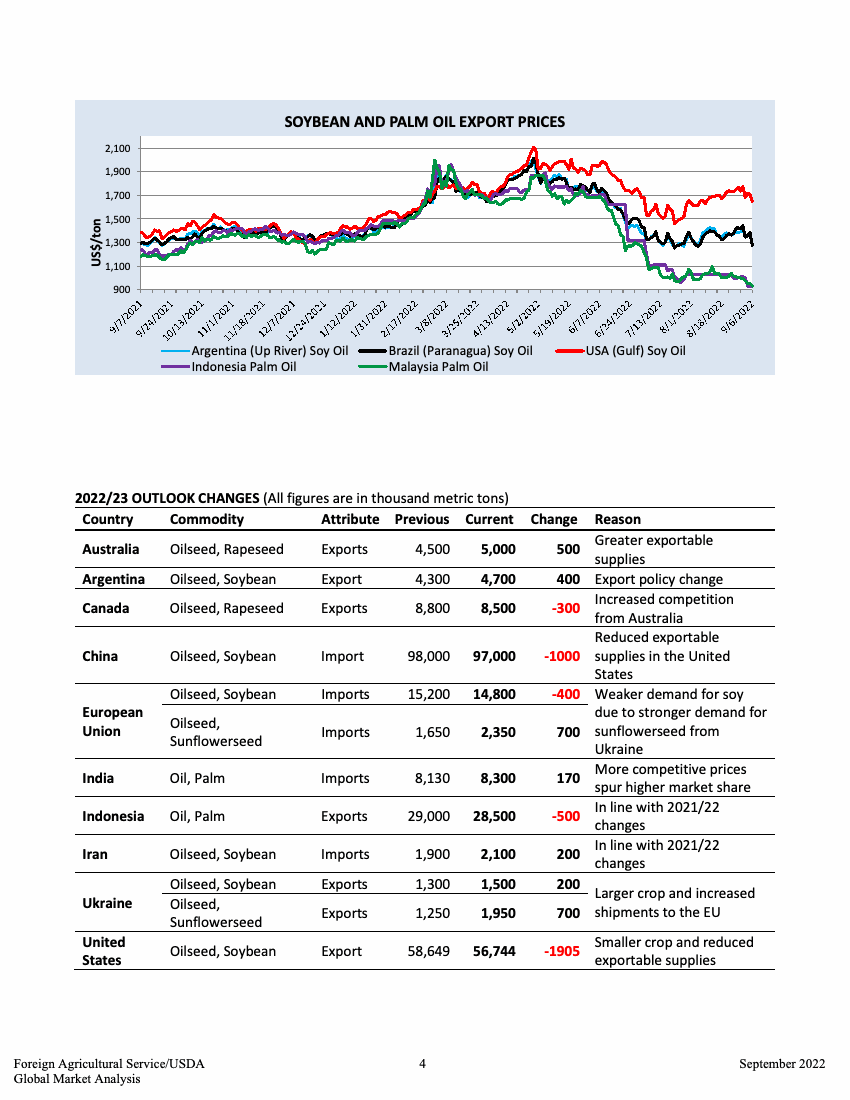 SOYBEAN AND PALM OIL EXPORT PRICES
US$/ton
2,100
1,900
1,700
1,500
1,300
1,100
900
9/7/2021
9/24/2021
10/13/2021
11/1/2021
11/18/2021
12/7/2021
12/24/2021
1/12/2022
1/31/2022
2/17/2022
3/8/2022
3/25/2022
4/13/2022
5/2/2022
5/19/2022
6/7/2022
6/24/2022
7/13/2022
8/1/2022
8/18/2022
9/6/2022
Argentina (Up River) Soy Oil Brazil (Paranagua) Soy Oil USA (Gulf) Soy Oil
Indonesia Palm Oil Malaysia Palm Oil
2022/23 OUTLOOK CHANGES (All figures are in thousand metric tons)
Country Commodity Attribute Previous Current Change Reason
Australia Oilseed, Rapeseed Exports 4,500 5,000 500 Greater exportable
supplies
Argentina Oilseed, Soybean Export 4,300 4,700 400 Export policy change
Canada Oilseed, Rapeseed Exports 8,800 8,500 -300 Increased competition
from Australia
China Oilseed, Soybean Import 98,000 97,000 -1000 Reduced exportable
supplies in the United
States
European
Union
Oilseed, Soybean Imports 15,200 14,800 -400
Oilseed,
Sunflowerseed Imports 1,650 2,350 700
Weaker demand for soy
due to stronger demand for
sunflowerseed from
Ukraine
India Oil, Palm Imports 8,130 8,300 170 More competitive prices
spur higher market share
Indonesia Oil, Palm Exports 29,000 28,500 -500 In line with 2021/22
changes
Iran Oilseed, Soybean Imports 1,900 2,100 200 In line with 2021/22
changes
Ukraine
Oilseed, Soybean Exports 1,300 1,500 200
Oilseed,
Sunflowerseed Exports 1,250 1,950 700
Larger crop and increased
shipments to the EU
United
States
Oilseed, Soybean Export 58,649 56,744 -1905 Smaller crop and reduced
exportable supplies
Foreign Agricultural Service/USDA 4 September 2022
Global Market Analysis